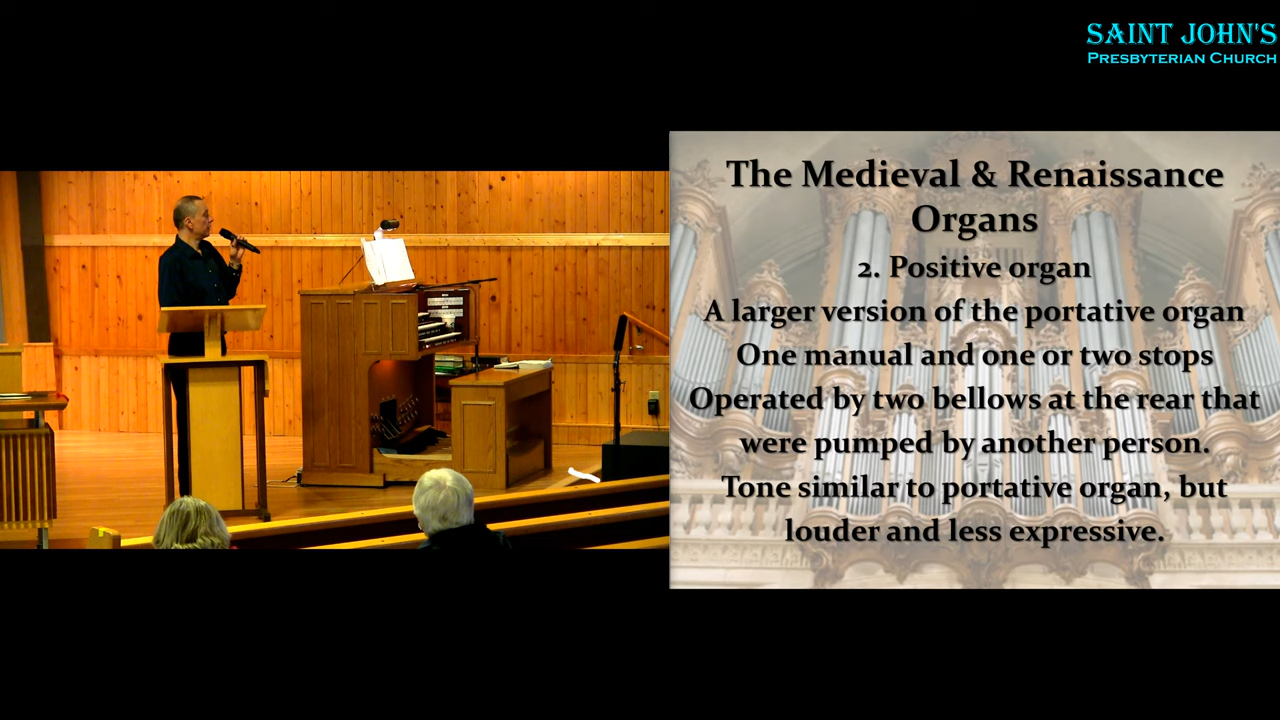 SAINT JOHN'S
PRESBYTERIAN CHURCH
The Medieval & Renaissance
Organs
2. Positive organ
A larger version of the portative organ
One manual and one or two stops
Operated by two bellows at the rear that
were pumped by another person.
Tone similar to portative organ, but
louder and less expressive.